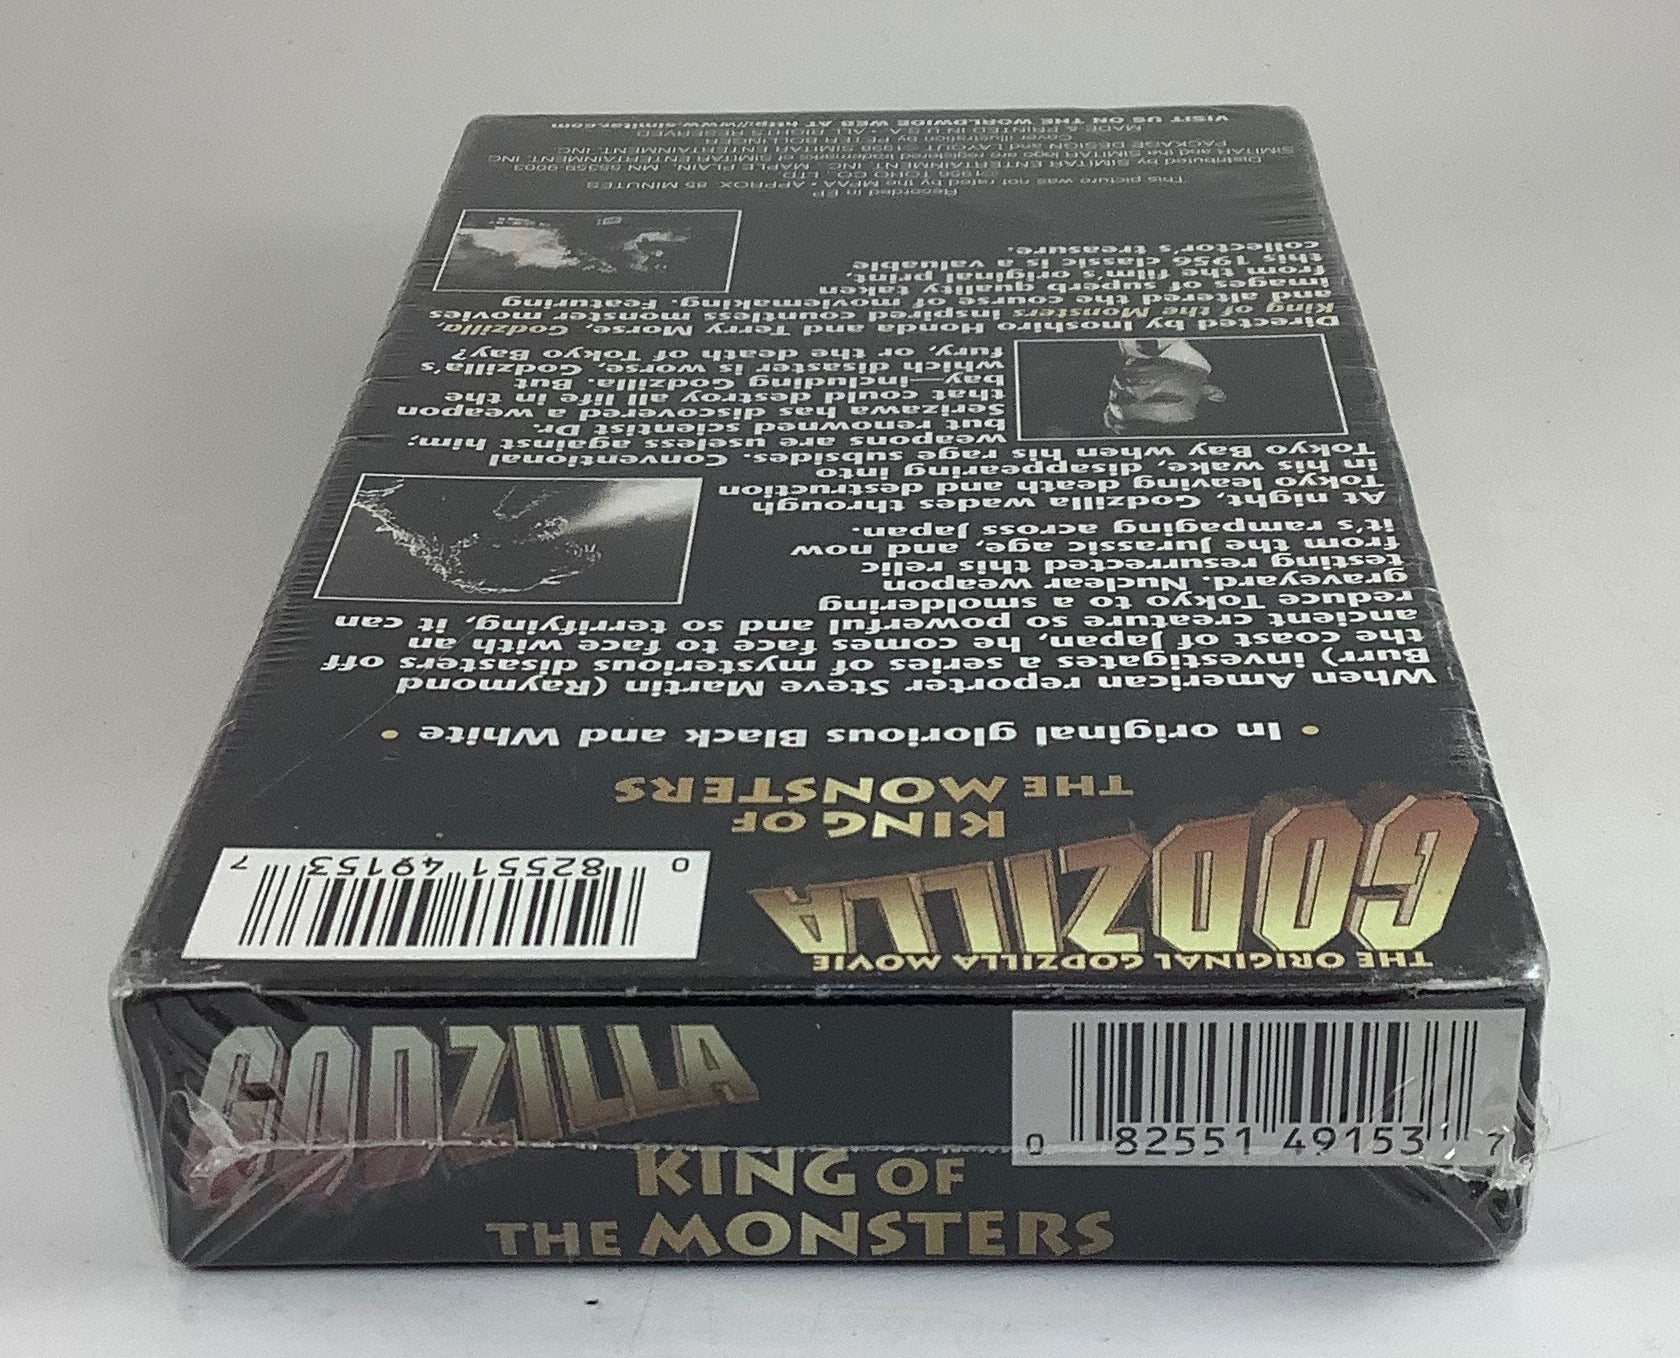 THE ORIGINAL GODZILLA MOVIE
GODZILLA
KING OF
THE MONSTERS
0 82551 49153 7
• In original glorious Black and White •
When American reporter Steve Martin (Raymond
Burr) investigates a series of mysterious disasters off
the coast of Japan, he comes face to face with an
ancient creature so powerful and so terrifying, it can
reduce Tokyo to a smoldering
graveyard. Nuclear weapon
testing resurrected this relic
from the Jurassic age, and now
it's rampaging across Japan.
At night, Godzilla wades through
Tokyo leaving death and destruction
in his wake, disappearing into
Tokyo Bay when his rage subsides. Conventional
weapons are useless against him;
but renowned scientist Dr.
Serizawa has discovered a weapon
that could destroy all life in the
bay—including Godzilla. But
which disaster is worse, Godzilla's
fury, or the death of Tokyo Bay?
Directed by Inoshiro Honda and Terry Morse, Godzilla,
King of the Monsters inspired countless monster movies
and altered the course of moviemaking. Featuring
images of superb quality taken
from the film's original print,
this 1956 classic is a valuable
collector's treasure.
Recorded in EP
This picture was not rated by the MPAA • APPROX. 85 MINUTES
©1956 TOHO CO., LTD
Distributed by SIMITAR ENTERTAINMENT, INC. MAPLE PLAIN, MN 55359-9003
SIMITAR and the SIMITAR logo are registered trademarks of SIMITAR ENTERTAINMENT, INC
PACKAGE DESIGN and LAYOUT ©1998 SIMITAR ENTERTAINMENT, INC.
Cover illustration by PETER BOLLINGER
MADE & PRINTED IN U.S.A. • ALL RIGHTS RESERVED
VISIT US ON THE WORLDWIDE WEB AT http://www.simitar.com
GODZILLA
KING OF
THE MONSTERS
0 82551 49153 7